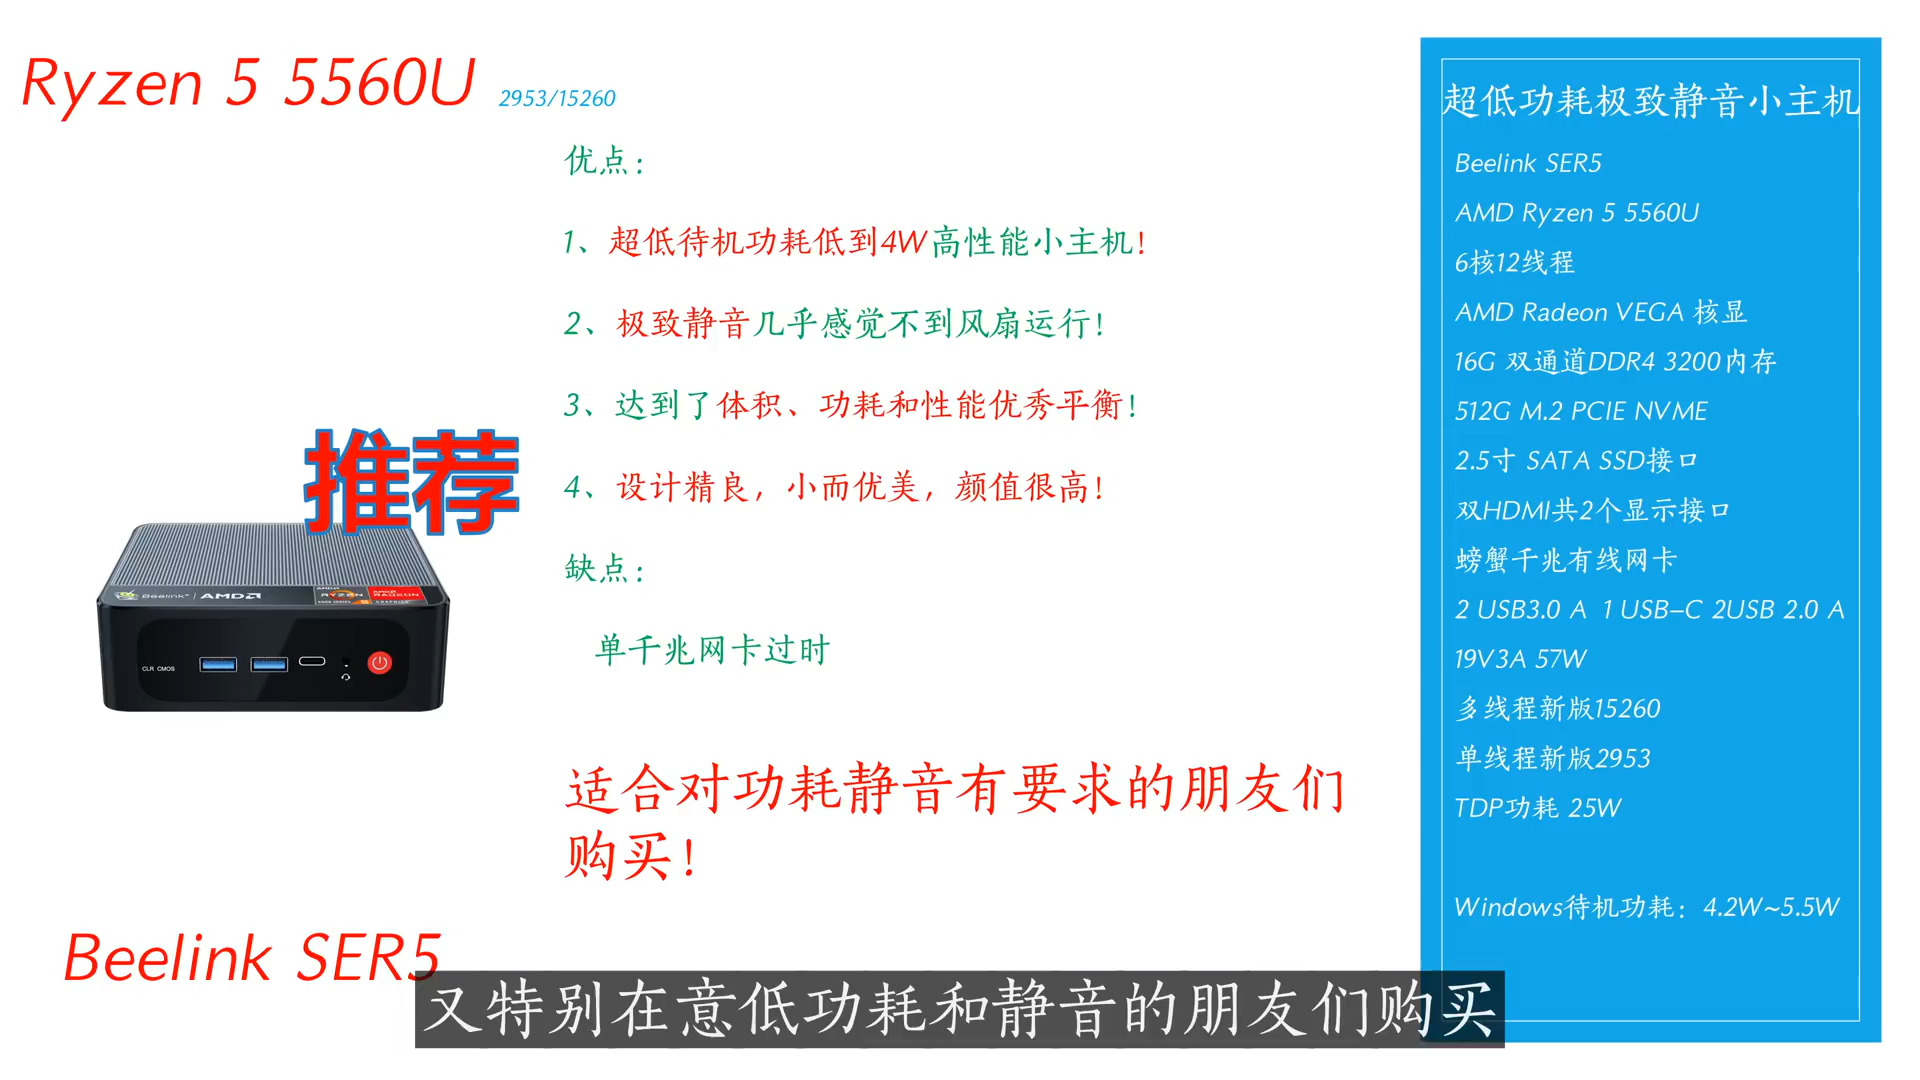 Ryzen 5 5560U 2953/15260
优点：
1、超低待机功耗低到4W高性能小主机！
2、极致静音几乎感觉不到风扇运行！
3、达到了体积、功耗和性能优秀平衡！
4、设计精良，小而优美，颜值很高！
缺点：
单千兆网卡过时
适合对功耗静音有要求的朋友们
购买！
推荐
Beelink AMD
AMD RYZEN
AMD RADEON
CLR CMOS
Beelink SER5
超低功耗极致静音小主机
Beelink SER5
AMD Ryzen 5 5560U
6核12线程
AMD Radeon VEGA 核显
16G 双通道DDR4 3200内存
512G M.2 PCIE NVME
2.5寸 SATA SSD接口
双HDMI共2个显示接口
螃蟹千兆有线网卡
2 USB3.0 A 1 USB-C 2USB 2.0 A
19V3A 57W
多线程新版15260
单线程新版2953
TDP功耗 25W
Windows待机功耗：4.2W~5.5W
又特别在意低功耗和静音的朋友们购买